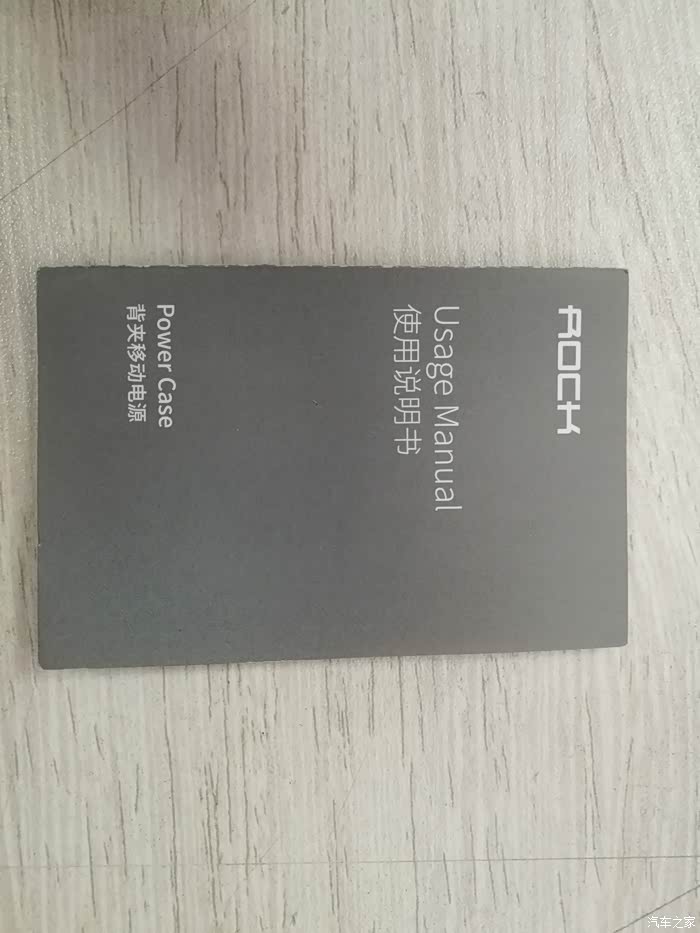 ROCK
Usage Manual
使用说明书
Power Case
背夹移动电源
汽车之家